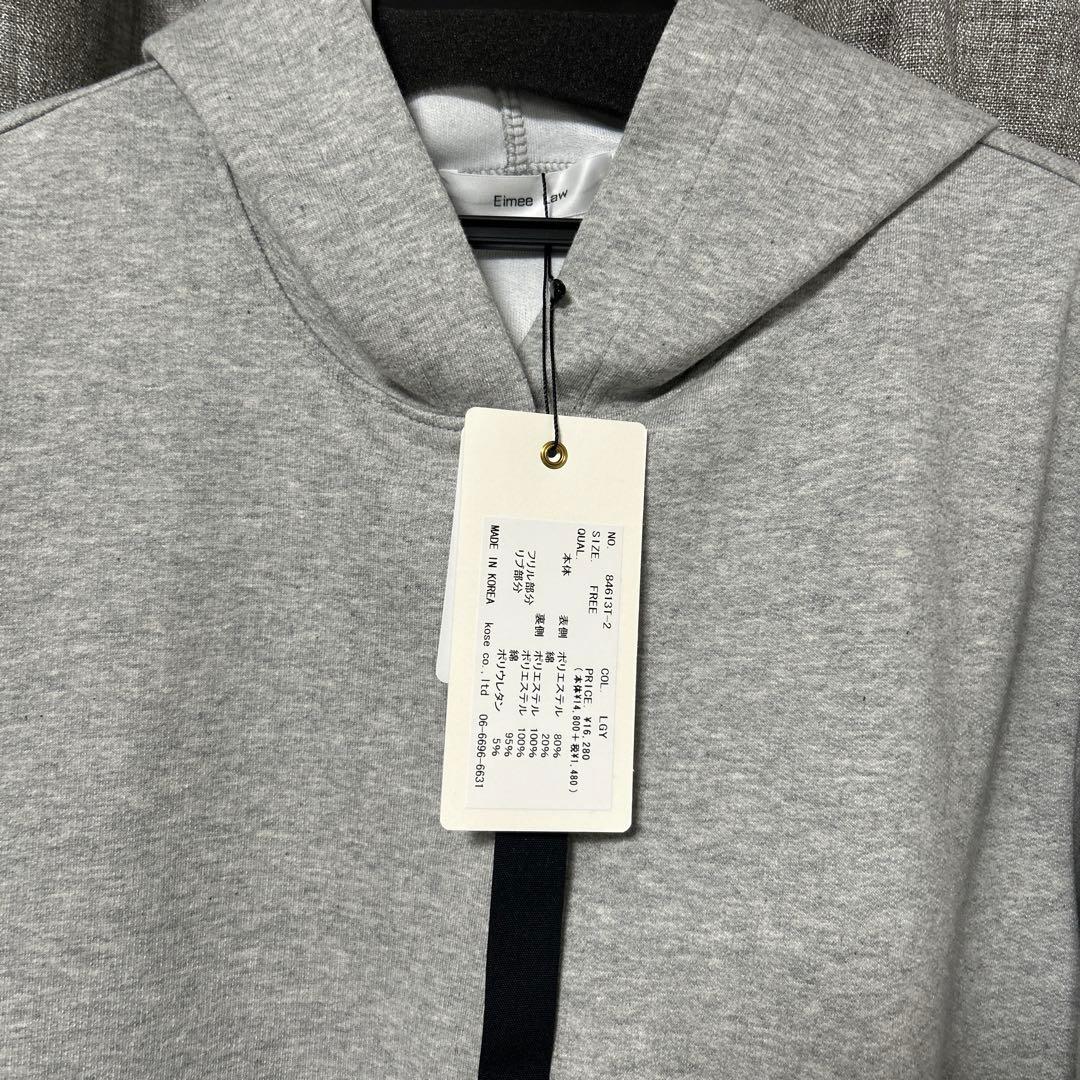 Eimee Law
NO. 84613T-2 COL. LGY
SIZE. FREE PRICE. ¥16,280
QUAL. (本体¥14,800+税¥1,480)
本体 表側 ポリエステル 80%
綿 20%
裏側 ポリエステル 100%
フリル部分 ポリエステル 100%
リブ部分 綿 95%
ポリウレタン 5%
MADE IN KOREA kose co.,ltd 06-6696-6631